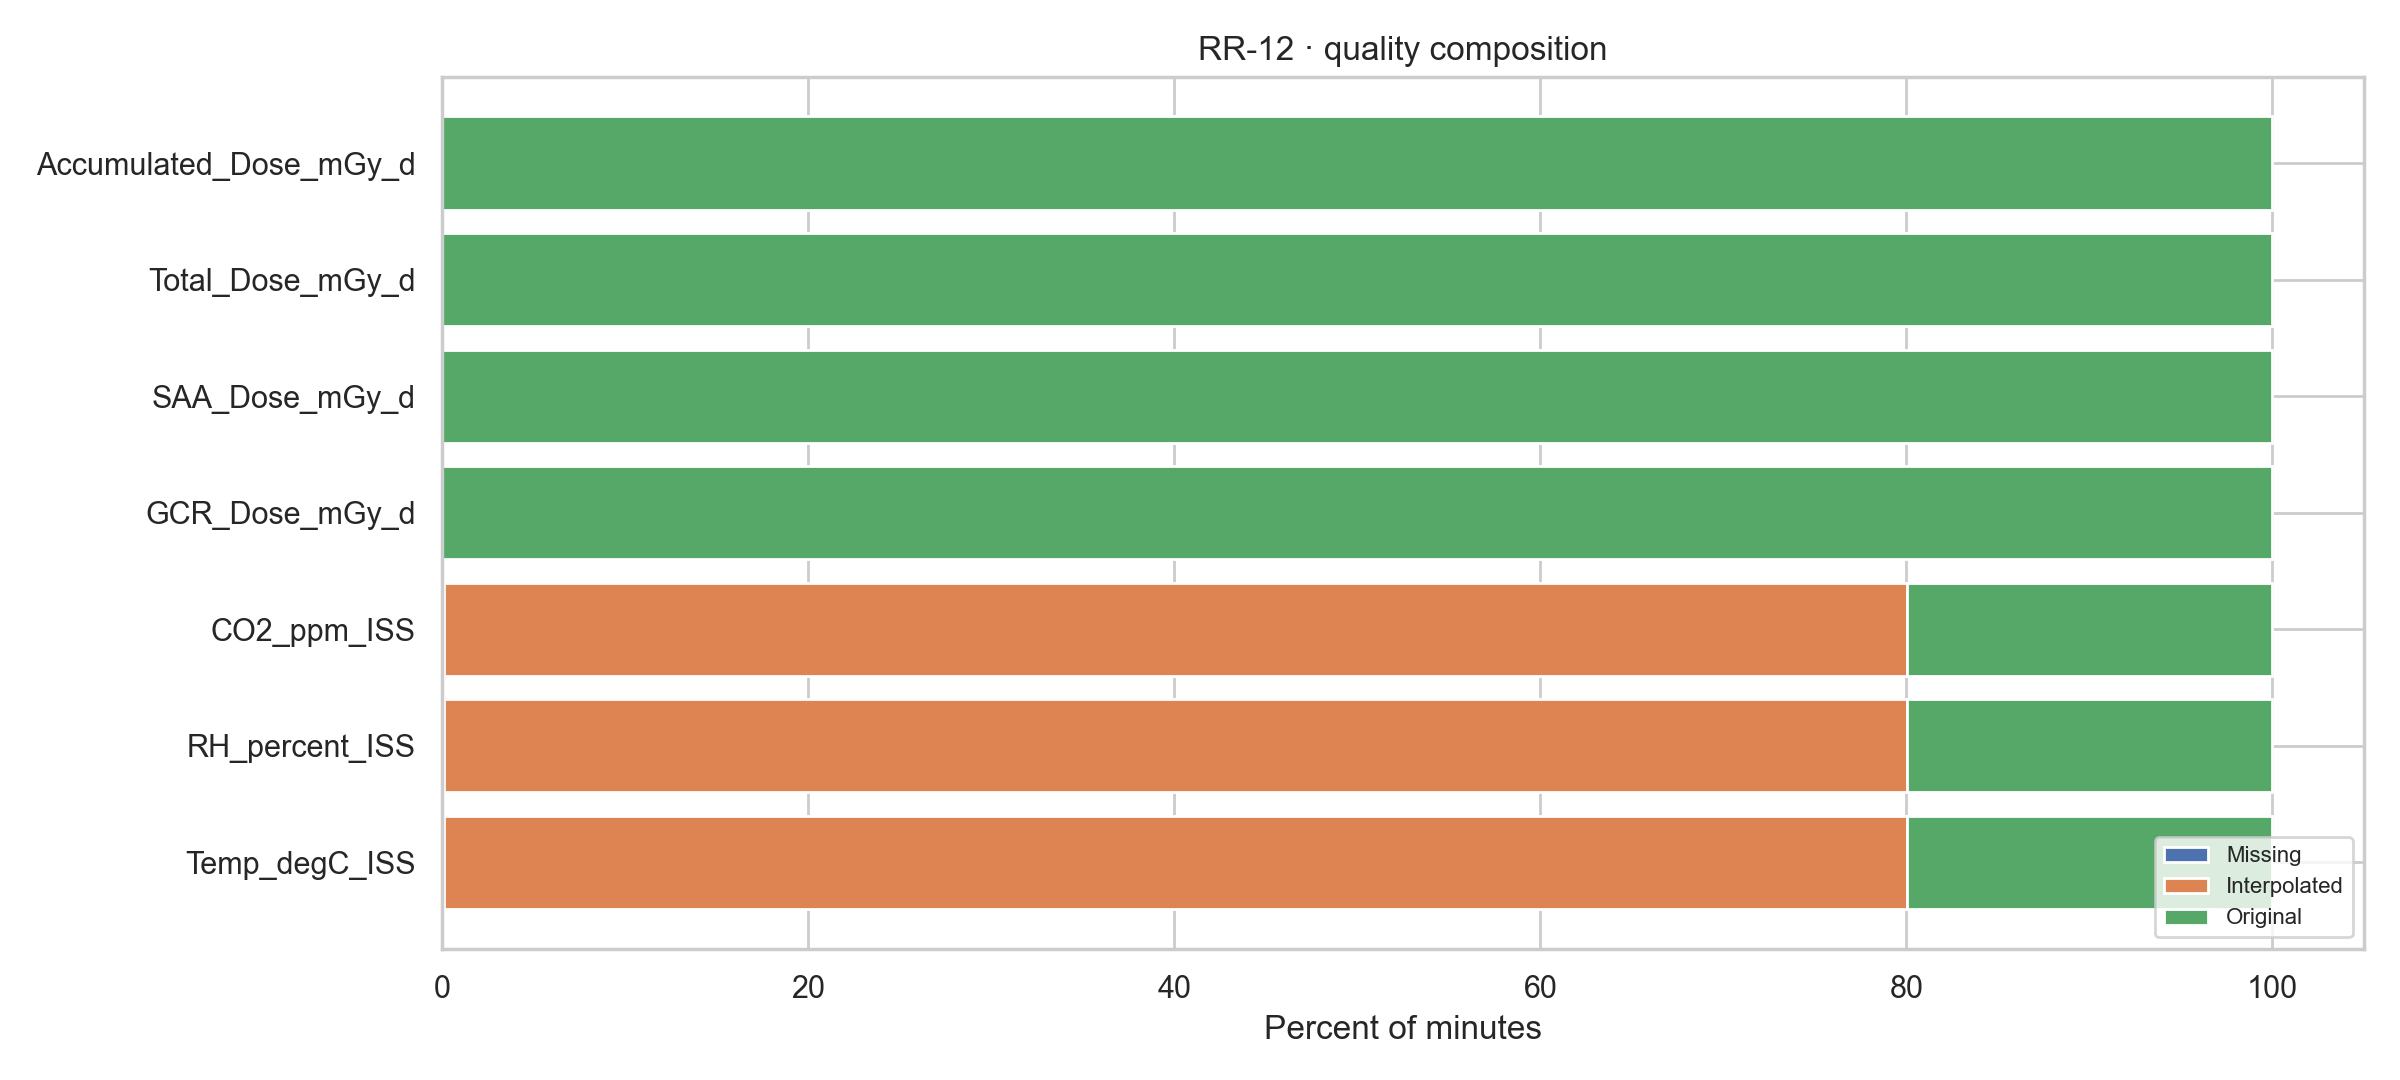 RR-12 · quality composition
Accumulated_Dose_mGy_d
Total_Dose_mGy_d
SAA_Dose_mGy_d
GCR_Dose_mGy_d
CO2_ppm_ISS
RH_percent_ISS
Temp_degC_ISS
Missing
Interpolated
Original
0 20 40 60 80 100
Percent of minutes